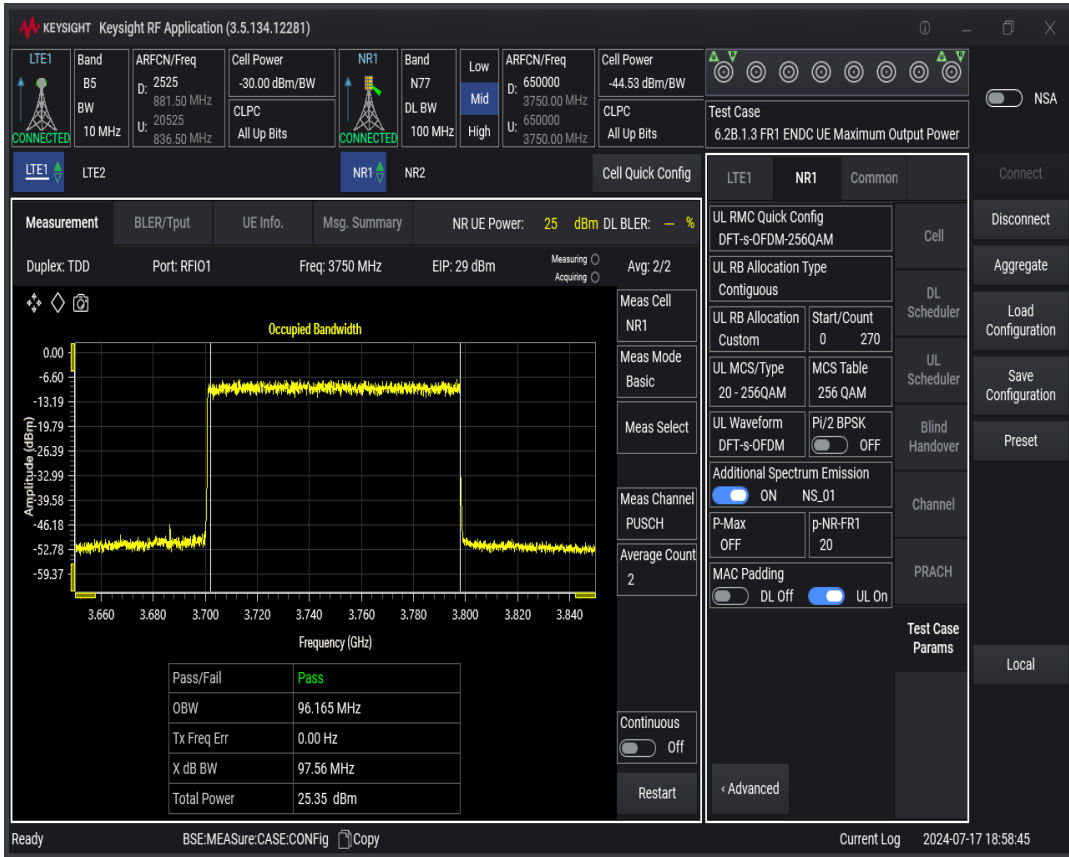 KEYSIGHT Keysight RF Application (3.5.134.12281)
LTE1
CONNECTED
Band
B5
BW
10 MHz
ARFCN/Freq
D: 2525
881.50 MHz
U: 20525
836.50 MHz
Cell Power
-30.00 dBm/BW
CLPC
All Up Bits
NR1
CONNECTED
Band
N77
DL BW
100 MHz
Low
Mid
High
ARFCN/Freq
D: 650000
3750.00 MHz
U: 650000
3750.00 MHz
Cell Power
-44.53 dBm/BW
CLPC
All Up Bits
Test Case
6.2B.1.3 FR1 ENDC UE Maximum Output Power
NSA
LTE1 LTE2 NR1 NR2 Cell Quick Config
Measurement BLER/Tput UE Info. Msg. Summary NR UE Power: 25 dBm DL BLER: -- %
Duplex: TDD Port: RFIO1 Freq: 3750 MHz EIP: 29 dBm Measuring Acquiring Avg: 2/2
Occupied Bandwidth
Amplitude (dBm)
0.00
-6.60
-13.19
-19.79
-26.39
-32.99
-39.58
-46.18
-52.78
-59.37
3.660 3.680 3.700 3.720 3.740 3.760 3.780 3.800 3.820 3.840
Frequency (GHz)
Pass/Fail Pass
OBW 96.165 MHz
Tx Freq Err 0.00 Hz
X dB BW 97.56 MHz
Total Power 25.35 dBm
Meas Cell
NR1
Meas Mode
Basic
Meas Select
Meas Channel
PUSCH
Average Count
2
Continuous
Off
Restart
LTE1 NR1 Common
UL RMC Quick Config
DFT-s-OFDM-256QAM
UL RB Allocation Type
Contiguous
UL RB Allocation
Custom
Start/Count
0 270
UL MCS/Type
20 - 256QAM
MCS Table
256 QAM
UL Waveform
DFT-s-OFDM
Pi/2 BPSK
OFF
Additional Spectrum Emission
ON NS_01
P-Max
OFF
p-NR-FR1
20
MAC Padding
DL Off UL On
‹ Advanced
Cell
DL
Scheduler
UL
Scheduler
Blind
Handover
Channel
PRACH
Test Case
Params
Connect
Disconnect
Aggregate
Load
Configuration
Save
Configuration
Preset
Local
Ready BSE:MEASure:CASE:CONFig Copy Current Log 2024-07-17 18:58:45